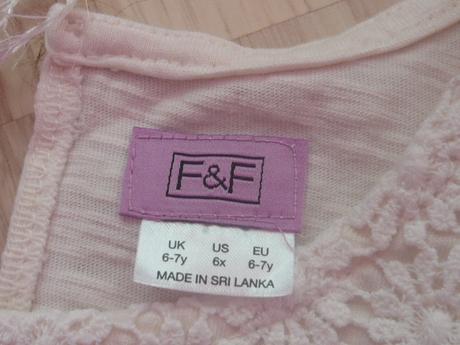 F&F
UK US EU
6-7y 6x 6-7y
MADE IN SRI LANKA